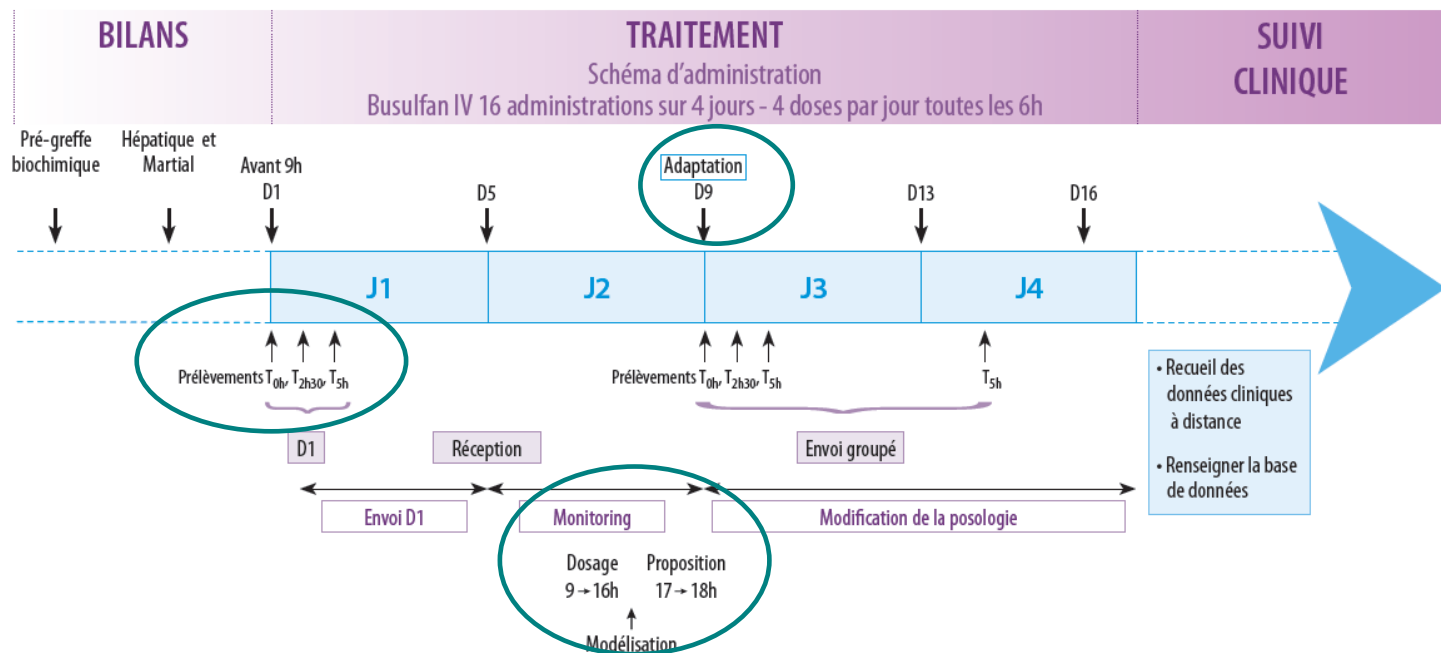 BILANS
TRAITEMENT
Schéma d'administration
Busulfan IV 16 administrations sur 4 jours - 4 doses par jour toutes les 6h
SUIVI
CLINIQUE
Pré-greffe
biochimique
Hépatique et
Martial
Avant 9h
D1
D5
Adaptation
D9
D13
D16
J1
J2
J3
J4
Prélèvements T0h, T2h30, T5h
Prélèvements T0h, T2h30, T5h
T5h
D1
Réception
Envoi groupé
Envoi D1
Monitoring
Modification de la posologie
Dosage
9→16h
Proposition
17→18h
Modélisation
• Recueil des
données cliniques
à distance
• Renseigner la base
de données